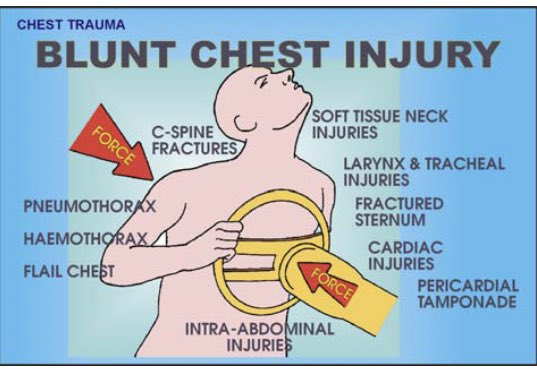 CHEST TRAUMA
BLUNT CHEST INJURY
FORCE
C-SPINE
FRACTURES
SOFT TISSUE NECK
INJURIES
LARYNX & TRACHEAL
INJURIES
PNEUMOTHORAX
FRACTURED
STERNUM
HAEMOTHORAX
CARDIAC
INJURIES
FLAIL CHEST
FORCE
PERICARDIAL
TAMPONADE
INTRA-ABDOMINAL
INJURIES